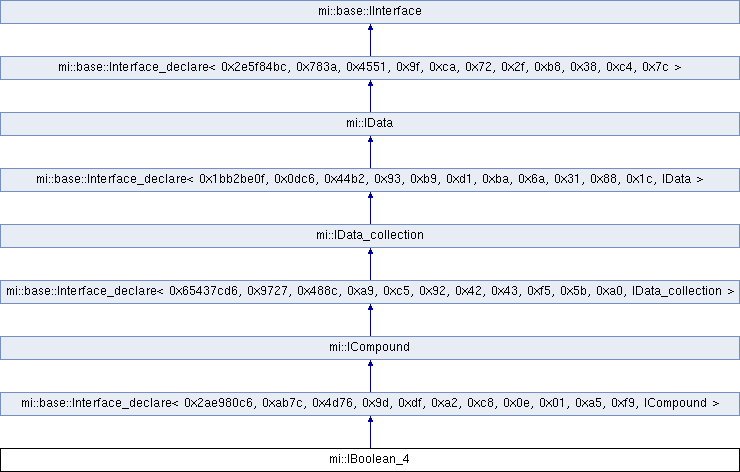 mi::base::IInterface
mi::base::Interface_declare< 0x2e5f84bc, 0x783a, 0x4551, 0x9f, 0xca, 0x72, 0x2f, 0xb8, 0x38, 0xc4, 0x7c >
mi::IData
mi::base::Interface_declare< 0x1bb2be0f, 0x0dc6, 0x44b2, 0x93, 0xb9, 0xd1, 0xba, 0x6a, 0x31, 0x88, 0x1c, IData >
mi::IData_collection
mi::base::Interface_declare< 0x65437cd6, 0x9727, 0x488c, 0xa9, 0xc5, 0x92, 0x42, 0x43, 0xf5, 0x5b, 0xa0, IData_collection >
mi::ICompound
mi::base::Interface_declare< 0x2ae980c6, 0xab7c, 0x4d76, 0x9d, 0xdf, 0xa2, 0xc8, 0x0e, 0x01, 0xa5, 0xf9, ICompound >
mi::IBoolean_4